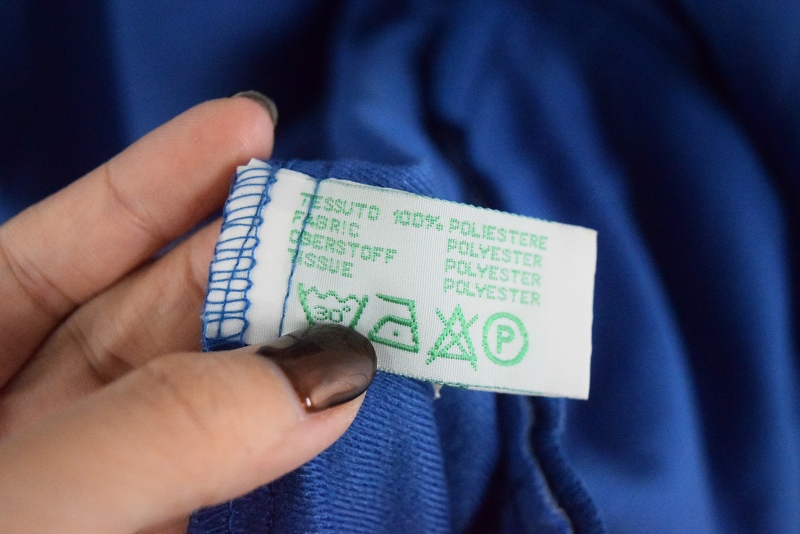 TESSUTO 100% POLIESTERE
FABRIC POLYESTER
OBERSTOFF POLYESTER
TISSUE POLYESTER
30°
P